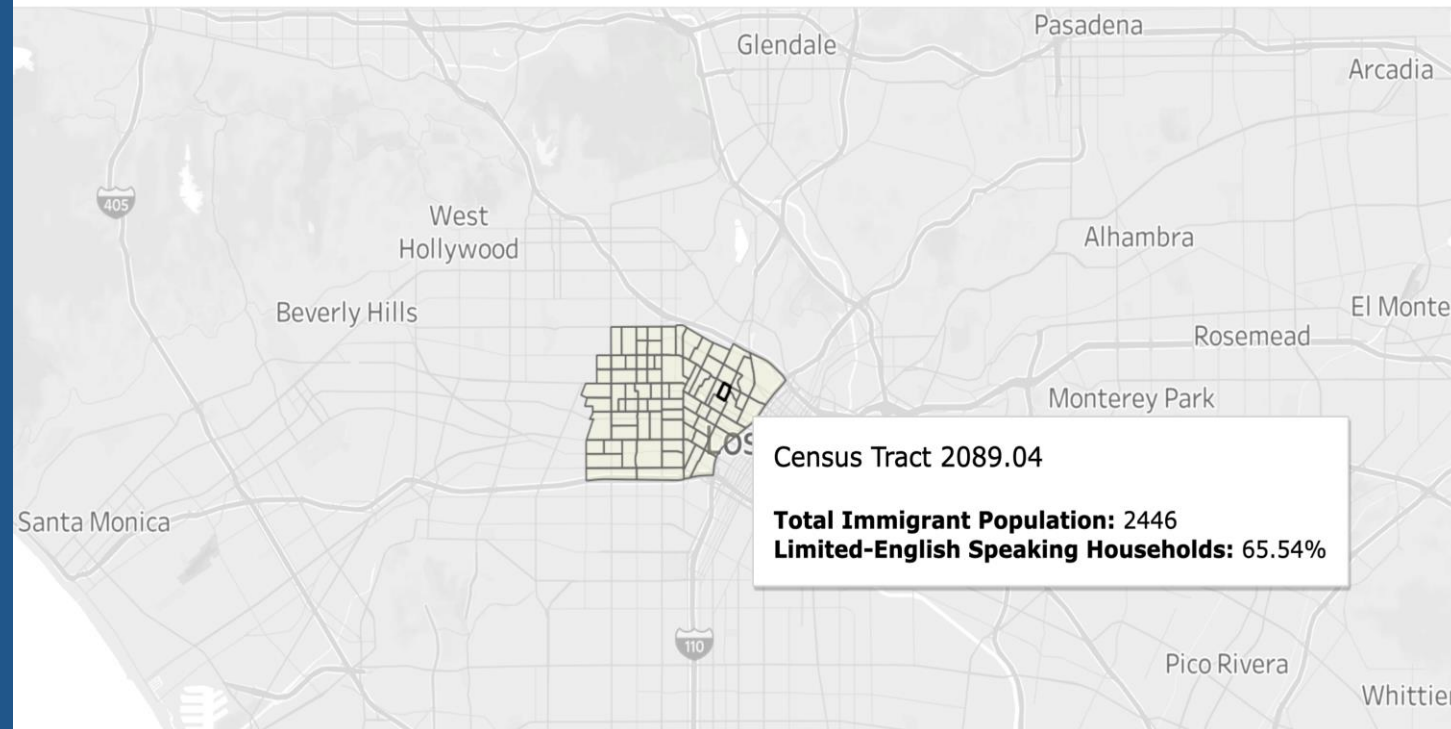 Pasadena
Glendale
Arcadia
405
West
Hollywood
Alhambra
Beverly Hills
El Monte
Rosemead
Monterey Park
Los
Census Tract 2089.04
Total Immigrant Population: 2446
Limited-English Speaking Households: 65.54%
Santa Monica
110
Pico Rivera
Whittier